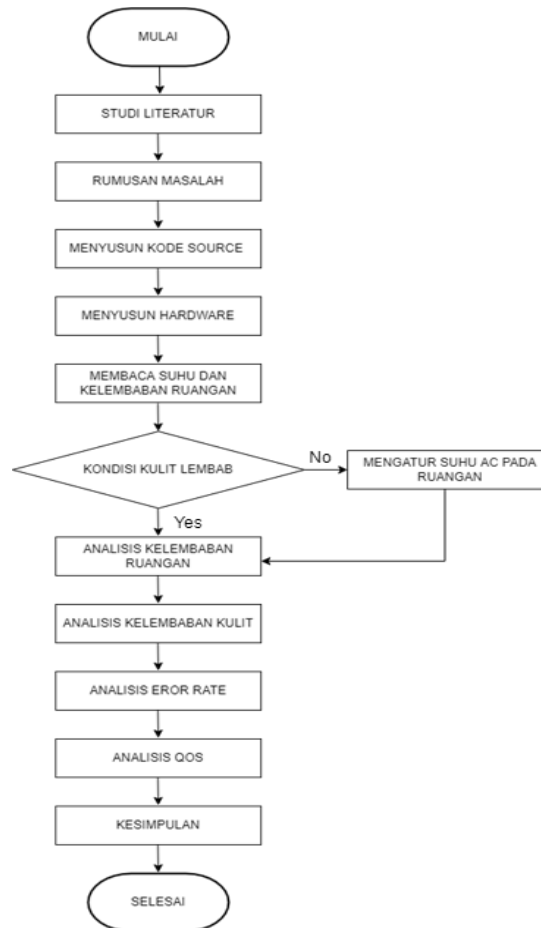 MULAI
STUDI LITERATUR
RUMUSAN MASALAH
MENYUSUN KODE SOURCE
MENYUSUN HARDWARE
MEMBACA SUHU DAN
KELEMBABAN RUANGAN
KONDISI KULIT LEMBAB
No
MENGATUR SUHU AC PADA
RUANGAN
Yes
ANALISIS KELEMBABAN
RUANGAN
ANALISIS KELEMBABAN KULIT
ANALISIS EROR RATE
ANALISIS QOS
KESIMPULAN
SELESAI